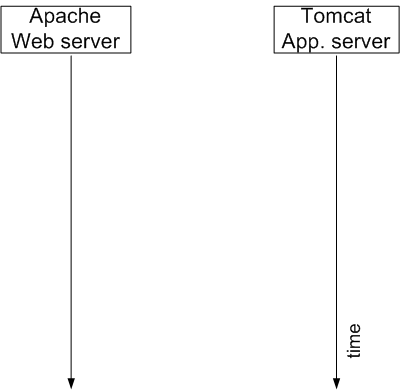 Apache
Web server
Tomcat
App. server
time